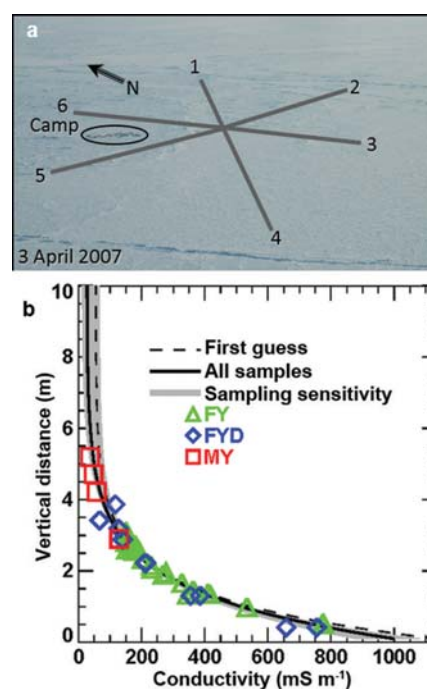 a
1
2
N
6
Camp
3
5
4
3 April 2007
b
10
First guess
All samples
8
Sampling sensitivity
FY
FYD
6
MY
Vertical distance (m)
4
2
0
0 200 400 600 800 1000
Conductivity (mS m⁻¹)